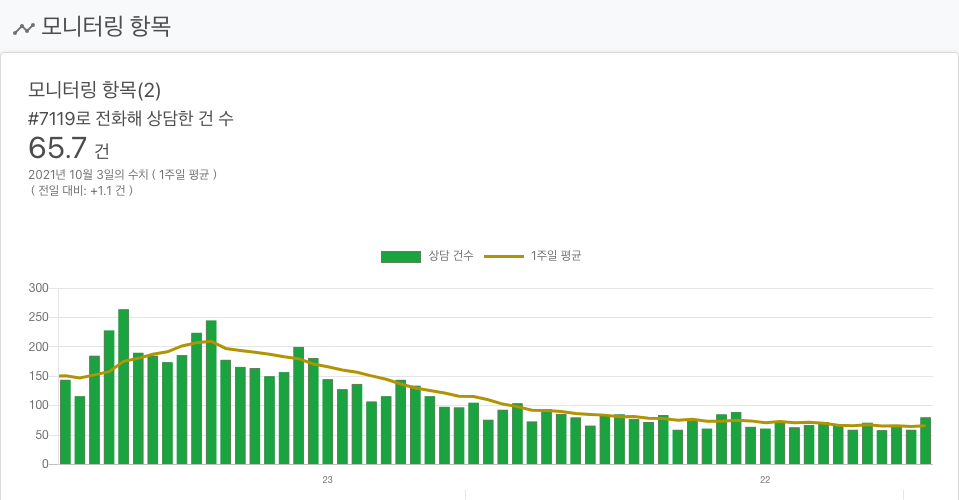 모니터링 항목
모니터링 항목(2)
#7119로 전화해 상담한 건 수
65.7 건
2021년 10월 3일의 수치 ( 1주일 평균 )
( 전일 대비: +1.1 건 )
상담 건수 1주일 평균
300
250
200
150
100
50
0
23 22